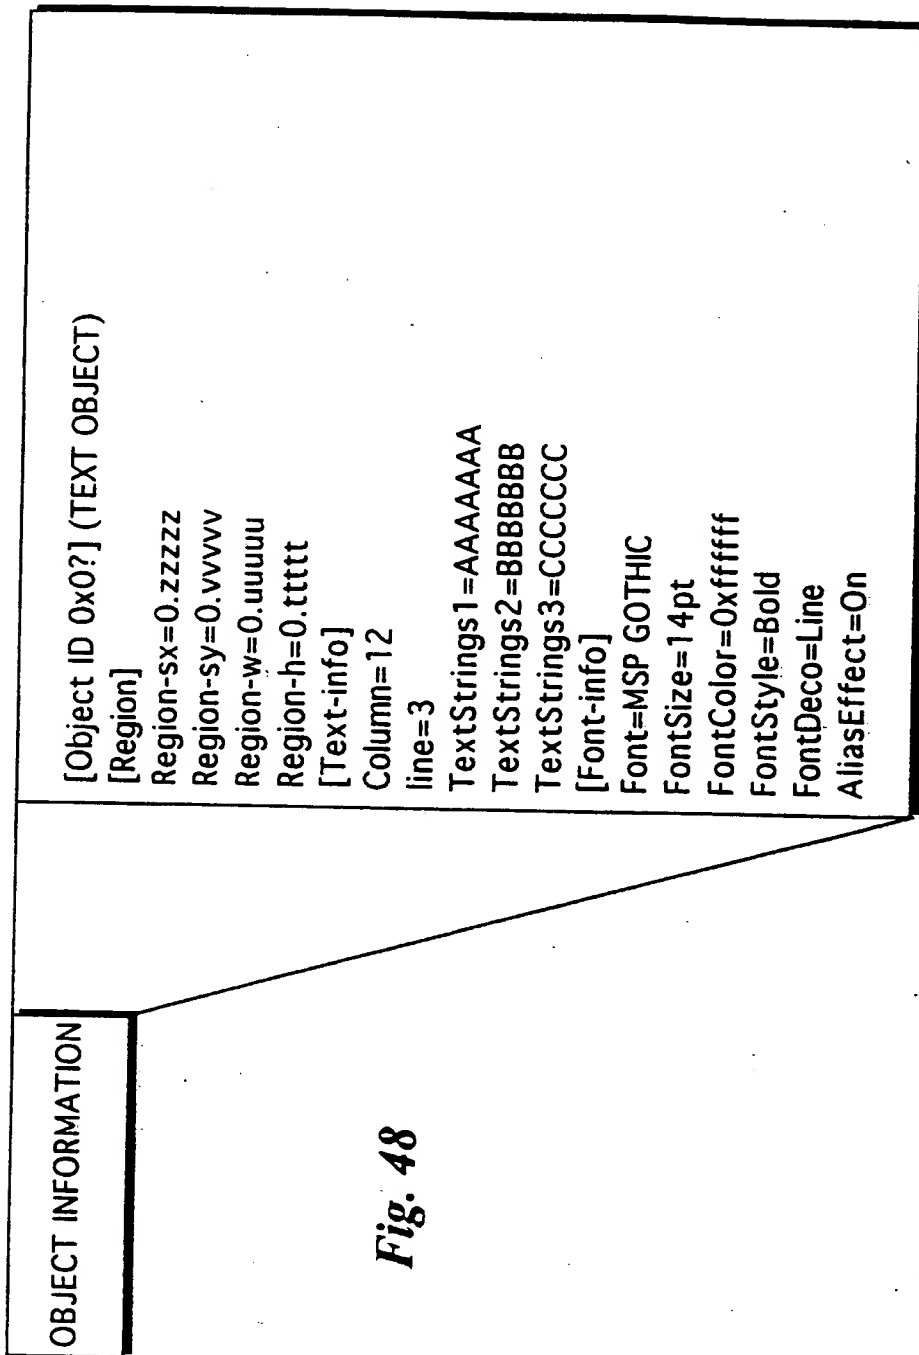 OBJECT INFORMATION
[Object ID 0x0?] (TEXT OBJECT)
[Region]
Region-sx=0.zzzzz
Region-sy=0.vvvvv
Region-w=0.uuuuu
Region-h=0.ttttt
[Text-info]
Column=12
line=3
TextStrings1=AAAAAAA
TextStrings2=BBBBBBB
TextStrings3=CCCCCCC
[Font-info]
Font=MSP GOTHIC
FontSize=14pt
FontColor=0xffffff
FontStyle=Bold
FontDeco=Line
AliasEffect=On
Fig. 48